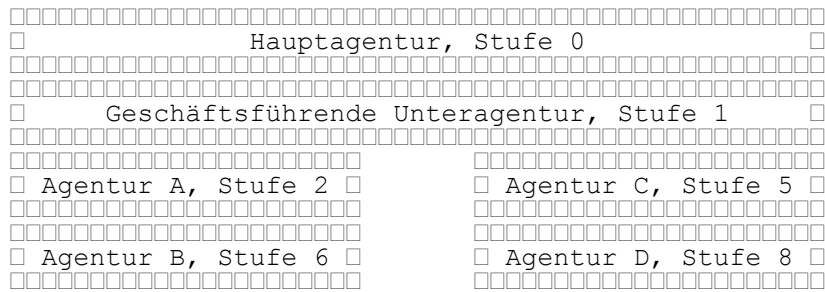 Hauptagentur, Stufe 0
Geschäftsführende Unteragentur, Stufe 1
Agentur A, Stufe 2
Agentur C, Stufe 5
Agentur B, Stufe 6
Agentur D, Stufe 8